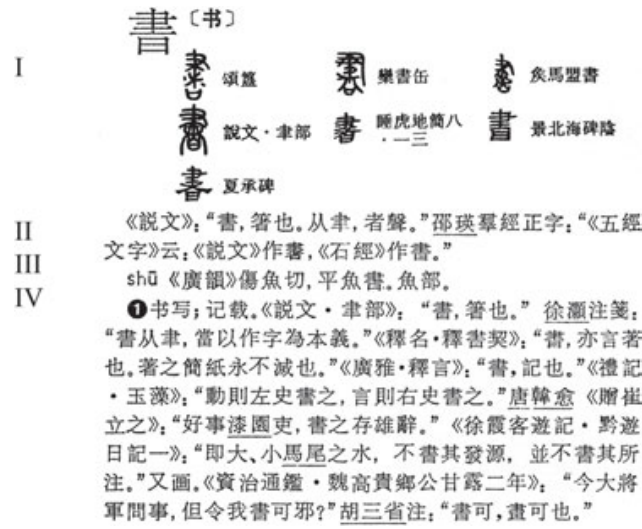 書〔书〕
I
頌簋 欒書缶 矦馬盟書
說文·聿部 睡虎地簡八·一三 景北海碑陰
夏承碑
II 《説文》：“書，箸也。从聿，者聲。”邵瑛羣經正字：“《五經
III 文字》云：《説文》作書，《石經》作書。”
IV shū 《廣韻》傷魚切，平魚書。魚部。
❶书写；记载。《説文·聿部》：“書，箸也。” 徐灝注箋：
“書从聿，當以作字為本義。”《釋名·釋書契》：“書，亦言著
也。著之簡紙永不滅也。”《廣雅·釋言》：“書，記也。”《禮記
·玉藻》：“動則左史書之，言則右史書之。”唐韓愈《贈崔
立之》：“好事漆園吏，書之存雄辭。”《徐霞客遊記·黔遊
日記一》：“即大、小馬尾之水，不書其發源，並不書其所
注。”又画。《資治通鑑·魏高貴鄉公甘露二年》：“今大將
軍問事，但令我書可邪？”胡三省注：“書可，畫可也。”